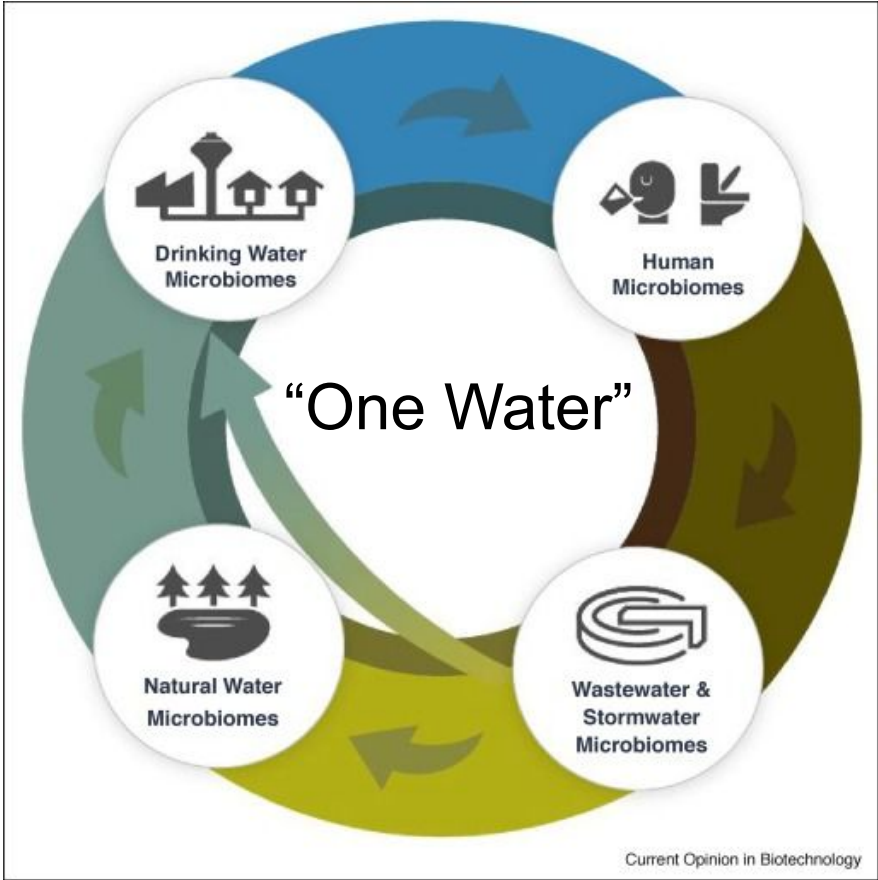 Drinking Water
Microbiomes
Human
Microbiomes
“One Water”
Natural Water
Microbiomes
Wastewater &
Stormwater
Microbiomes
Current Opinion in Biotechnology